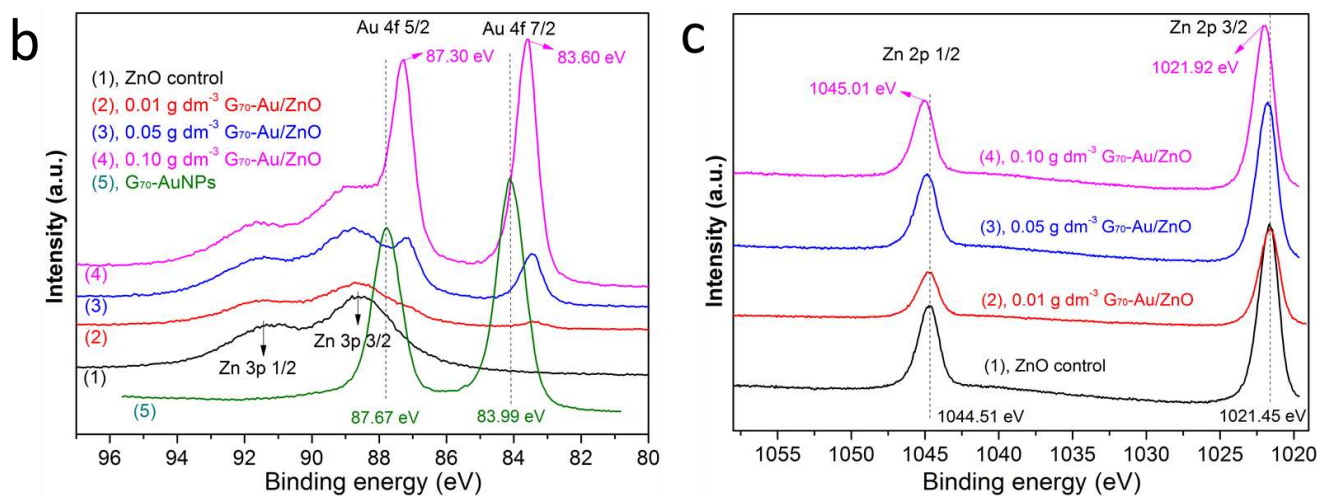 b
Au 4f 5/2
Au 4f 7/2
87.30 eV
83.60 eV
(1), ZnO control
(2), 0.01 g dm⁻³ G₇₀-Au/ZnO
(3), 0.05 g dm⁻³ G₇₀-Au/ZnO
(4), 0.10 g dm⁻³ G₇₀-Au/ZnO
(5), G₇₀-AuNPs
(4)
(3)
(2)
(1)
(5)
Zn 3p 1/2
Zn 3p 3/2
87.67 eV
83.99 eV
Intensity (a.u.)
96 94 92 90 88 86 84 82 80
Binding energy (eV)
c
Zn 2p 3/2
Zn 2p 1/2
1021.92 eV
1045.01 eV
(4), 0.10 g dm⁻³ G₇₀-Au/ZnO
(3), 0.05 g dm⁻³ G₇₀-Au/ZnO
(2), 0.01 g dm⁻³ G₇₀-Au/ZnO
(1), ZnO control
1044.51 eV
1021.45 eV
Intensity (a.u.)
1055 1050 1045 1040 1035 1030 1025 1020
Binding energy (eV)